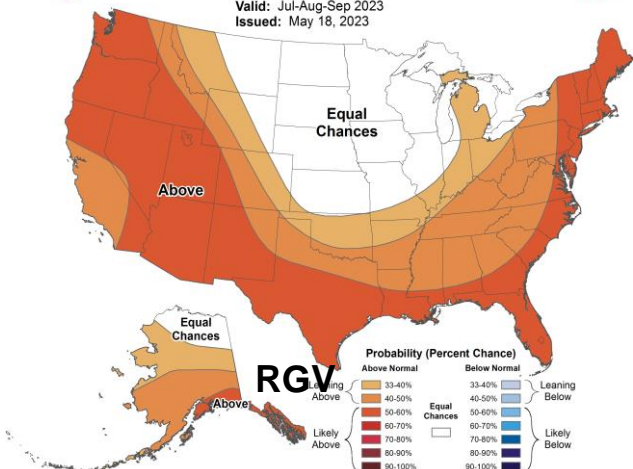 Valid: Jul-Aug-Sep 2023
Issued: May 18, 2023
Equal
Chances
Above
Equal
Chances
Above
RGV
Probability (Percent Chance)
Above Normal
Below Normal
Leaning
Above
33-40%
40-50%
50-60%
60-70%
70-80%
80-90%
90-100%
Likely
Above
Equal
Chances
33-40%
40-50%
50-60%
60-70%
70-80%
80-90%
90-100%
Leaning
Below
Likely
Below